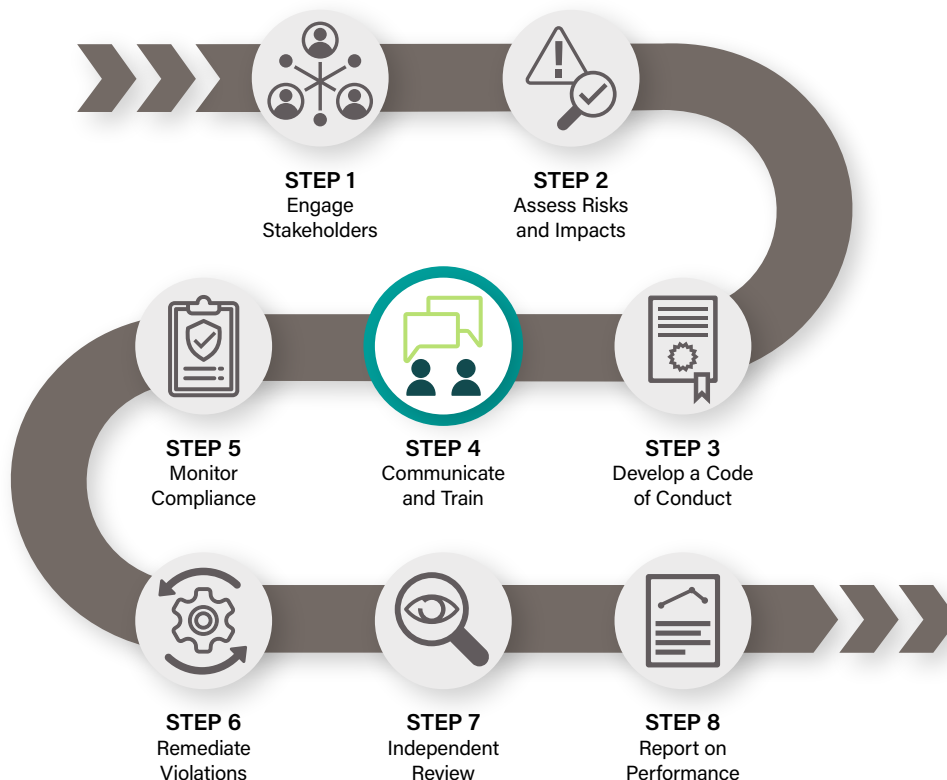 STEP 1
Engage
Stakeholders
STEP 2
Assess Risks
and Impacts
STEP 3
Develop a Code
of Conduct
STEP 4
Communicate
and Train
STEP 5
Monitor
Compliance
STEP 6
Remediate
Violations
STEP 7
Independent
Review
STEP 8
Report on
Performance